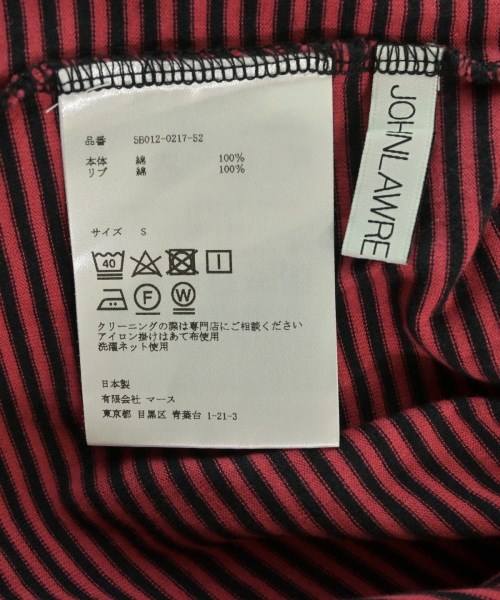 品番 5B012-0217-52
本体 綿 100%
リブ 綿 100%
サイズ S
40
F W
クリーニングの際は専門店にご相談ください
アイロン掛けはあて布使用
洗濯ネット使用
日本製
有限会社 マース
東京都 目黒区 青葉台 1-21-3
JOHNLAWRE